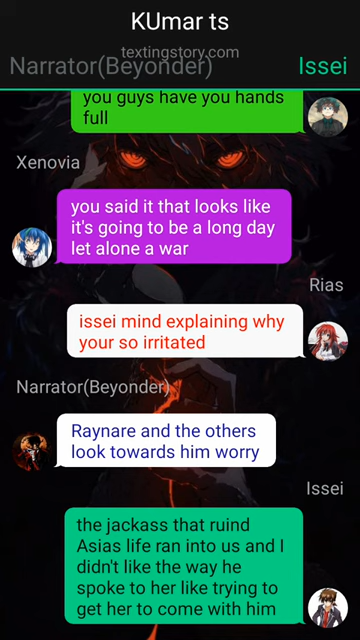 KUmar ts
textingstory.com
Narrator(Beyonder)
Issei
you guys have you hands
full
Xenovia
you said it that looks like
it's going to be a long day
let alone a war
Rias
issei mind explaining why
your so irritated
Narrator(Beyonder)
Raynare and the others
look towards him worry
Issei
the jackass that ruind
Asias life ran into us and I
didn't like the way he
spoke to her like trying to
get her to come with him